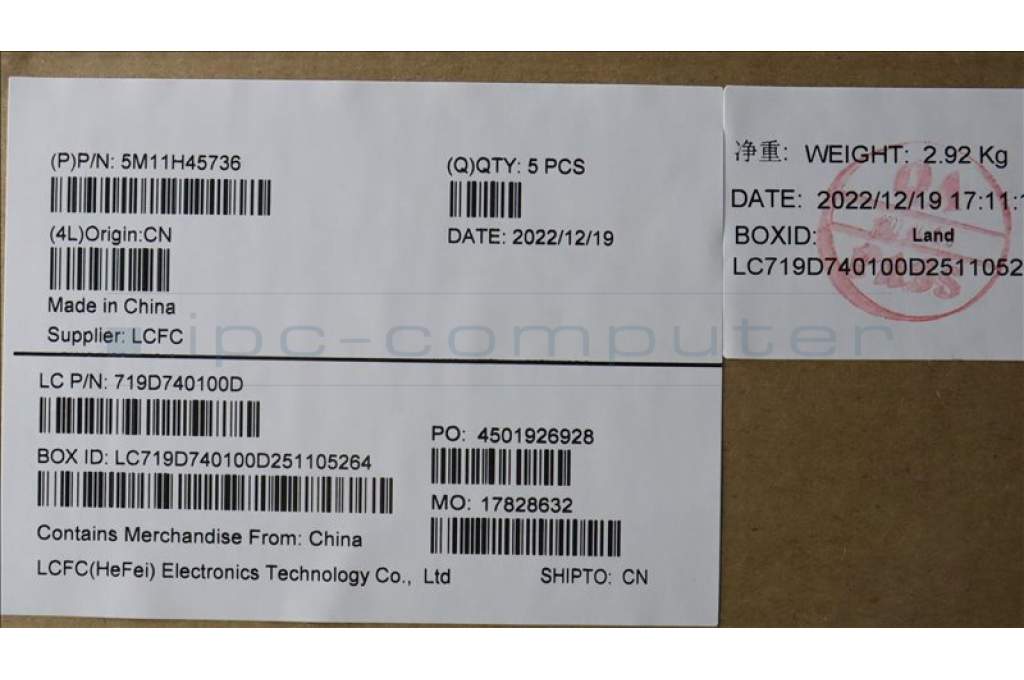 (P)P/N: 5M11H45736
(Q)QTY: 5 PCS
(4L)Origin:CN
DATE: 2022/12/19
Made in China
Supplier: LCFC
LC P/N: 719D740100D
PO: 4501926928
BOX ID: LC719D740100D251105264
MO: 17828632
Contains Merchandise From: China
LCFC(HeFei) Electronics Technology Co., Ltd
SHIPTO: CN
净重: WEIGHT: 2.92 Kg
DATE: 2022/12/19 17:11:
BOXID: Land
LC719D740100D2511052
ipc-computer